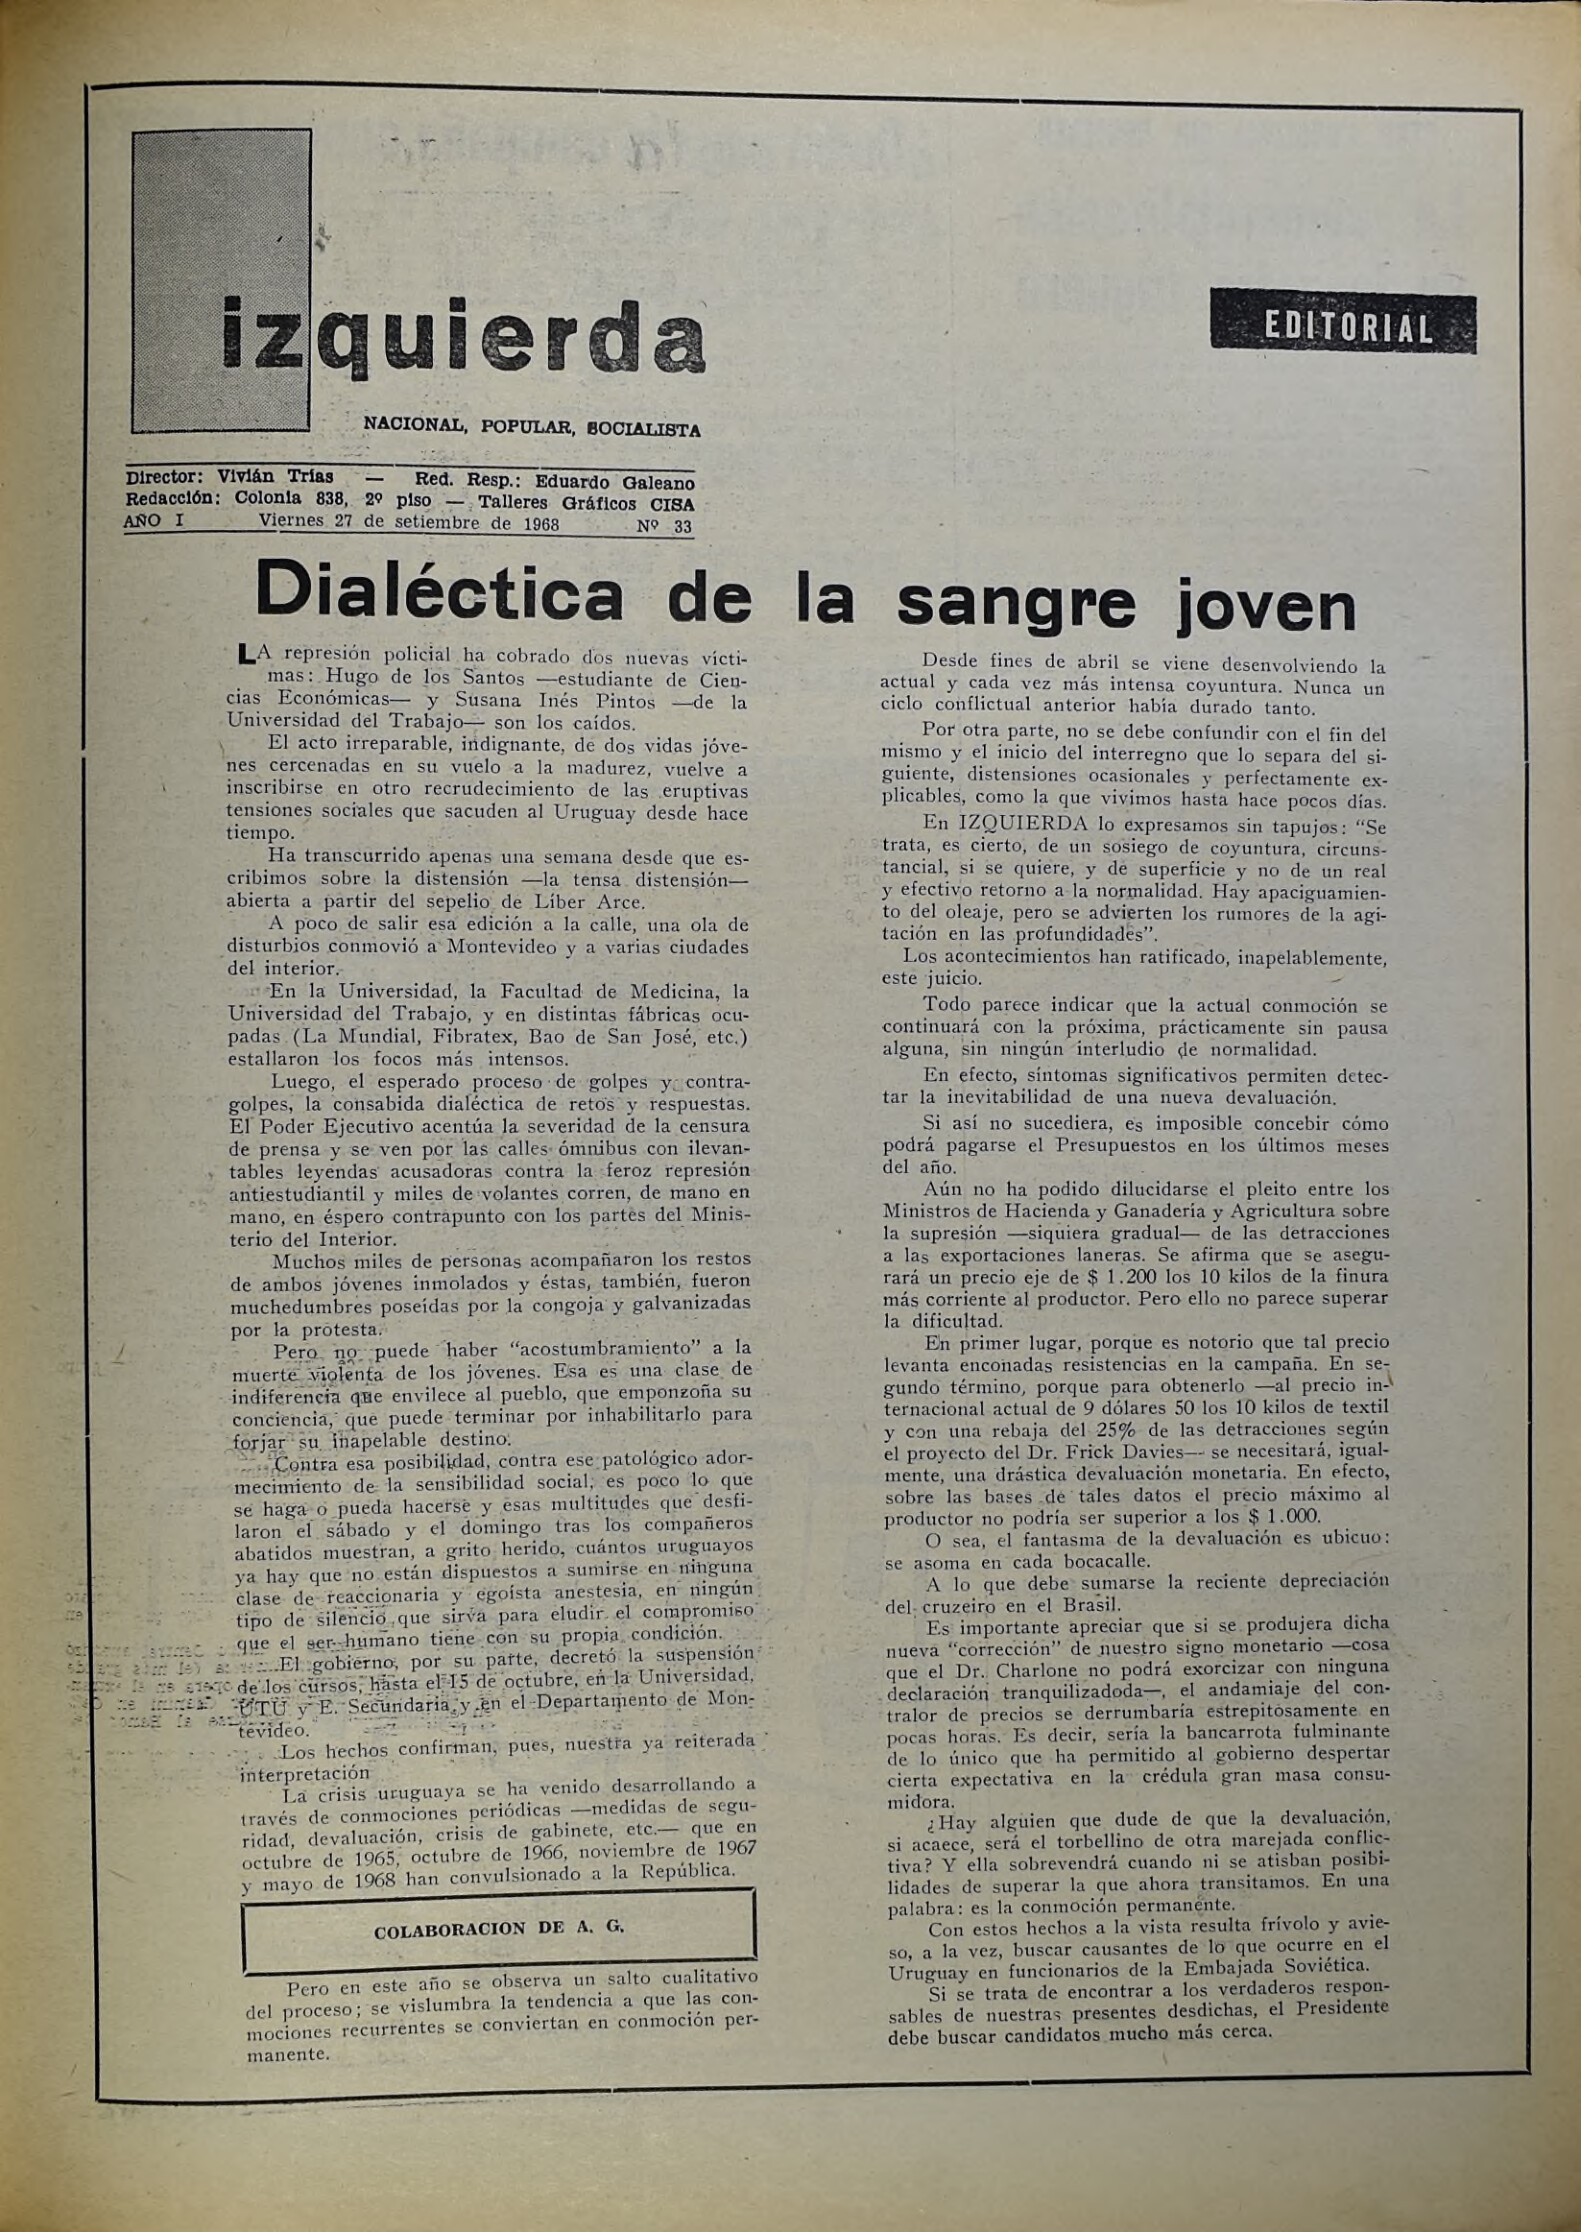 izquierda
NACIONAL, POPULAR, SOCIALISTA
EDITORIAL
Director: Vivián Trías — Red. Resp.: Eduardo Galeano
Redacción: Colonia 838, 2º piso — Talleres Gráficos CISA
AÑO I Viernes 27 de setiembre de 1968 Nº 33
Dialéctica de la sangre joven
LA represión policial ha cobrado dos nuevas vícti-
mas: Hugo de los Santos —estudiante de Cien-
cias Económicas— y Susana Inés Pintos —de la
Universidad del Trabajo— son los caídos.
El acto irreparable, indignante, de dos vidas jóve-
nes cercenadas en su vuelo a la madurez, vuelve a
inscribirse en otro recrudecimiento de las eruptivas
tensiones sociales que sacuden al Uruguay desde hace
tiempo.
Ha transcurrido apenas una semana desde que es-
cribimos sobre la distensión —la tensa distensión—
abierta a partir del sepelio de Líber Arce.
A poco de salir esa edición a la calle, una ola de
disturbios conmovió a Montevideo y a varias ciudades
del interior.
En la Universidad, la Facultad de Medicina, la
Universidad del Trabajo, y en distintas fábricas ocu-
padas (La Mundial, Fibratex, Bao de San José, etc.)
estallaron los focos más intensos.
Luego, el esperado proceso de golpes y contra-
golpes, la consabida dialéctica de retos y respuestas.
El Poder Ejecutivo acentúa la severidad de la censura
de prensa y se ven por las calles ómnibus con ilevan-
tables leyendas acusadoras contra la feroz represión
antiestudiantil y miles de volantes corren, de mano en
mano, en éspero contrapunto con los partes del Minis-
terio del Interior.
Muchos miles de personas acompañaron los restos
de ambos jóvenes inmolados y éstas, también, fueron
muchedumbres poseídas por la congoja y galvanizadas
por la protesta.
Pero no puede haber “acostumbramiento” a la
muerte violenta de los jóvenes. Esa es una clase de
indiferencia que envilece al pueblo, que emponzoña su
conciencia, que puede terminar por inhabilitarlo para
forjar su inapelable destino.
Contra esa posibilidad, contra ese patológico ador-
mecimiento de la sensibilidad social, es poco lo que
se haga o pueda hacerse y esas multitudes que desfi-
laron el sábado y el domingo tras los compañeros
abatidos muestran, a grito herido, cuántos uruguayos
ya hay que no están dispuestos a sumirse en ninguna
clase de reaccionaria y egoísta anestesia, en ningún
tipo de silencio que sirva para eludir el compromiso
que el ser humano tiene con su propia condición.
El gobierno, por su parte, decretó la suspensión
de los cursos, hasta el 15 de octubre, en la Universidad,
UTU y E. Secundaria y en el Departamento de Mon-
tevideo.
Los hechos confirman, pues, nuestra ya reiterada
interpretación
La crisis uruguaya se ha venido desarrollando a
través de conmociones periódicas —medidas de segu-
ridad, devaluación, crisis de gabinete, etc.— que en
octubre de 1965, octubre de 1966, noviembre de 1967
y mayo de 1968 han convulsionado a la República.
COLABORACION DE A. G.
Pero en este año se observa un salto cualitativo
del proceso; se vislumbra la tendencia a que las con-
mociones recurrentes se conviertan en conmoción per-
manente.
Desde fines de abril se viene desenvolviendo la
actual y cada vez más intensa coyuntura. Nunca un
ciclo conflictual anterior había durado tanto.
Por otra parte, no se debe confundir con el fin del
mismo y el inicio del interregno que lo separa del si-
guiente, distensiones ocasionales y perfectamente ex-
plicables, como la que vivimos hasta hace pocos días.
En IZQUIERDA lo expresamos sin tapujos: “Se
trata, es cierto, de un sosiego de coyuntura, circuns-
tancial, si se quiere, y de superficie y no de un real
y efectivo retorno a la normalidad. Hay apaciguamien-
to del oleaje, pero se advierten los rumores de la agi-
tación en las profundidades”.
Los acontecimientos han ratificado, inapelablemente,
este juicio.
Todo parece indicar que la actual conmoción se
continuará con la próxima, prácticamente sin pausa
alguna, sin ningún interludio de normalidad.
En efecto, síntomas significativos permiten detec-
tar la inevitabilidad de una nueva devaluación.
Si así no sucediera, es imposible concebir cómo
podrá pagarse el Presupuestos en los últimos meses
del año.
Aún no ha podido dilucidarse el pleito entre los
Ministros de Hacienda y Ganadería y Agricultura sobre
la supresión —siquiera gradual— de las detracciones
a las exportaciones laneras. Se afirma que se asegu-
rará un precio eje de $ 1.200 los 10 kilos de la finura
más corriente al productor. Pero ello no parece superar
la dificultad.
En primer lugar, porque es notorio que tal precio
levanta enconadas resistencias en la campaña. En se-
gundo término, porque para obtenerlo —al precio in-
ternacional actual de 9 dólares 50 los 10 kilos de textil
y con una rebaja del 25% de las detracciones según
el proyecto del Dr. Frick Davies— se necesitará, igual-
mente, una drástica devaluación monetaria. En efecto,
sobre las bases de tales datos el precio máximo al
productor no podría ser superior a los $ 1.000.
O sea, el fantasma de la devaluación es ubicuo:
se asoma en cada bocacalle.
A lo que debe sumarse la reciente depreciación
del cruzeiro en el Brasil.
Es importante apreciar que si se produjera dicha
nueva “corrección” de nuestro signo monetario —cosa
que el Dr. Charlone no podrá exorcizar con ninguna
declaración tranquilizadoda—, el andamiaje del con-
tralor de precios se derrumbaría estrepitosamente en
pocas horas. Es decir, sería la bancarrota fulminante
de lo único que ha permitido al gobierno despertar
cierta expectativa en la crédula gran masa consu-
midora.
¿Hay alguien que dude de que la devaluación,
si acaece, será el torbellino de otra marejada conflic-
tiva? Y ella sobrevendrá cuando ni se atisban posibi-
lidades de superar la que ahora transitamos. En una
palabra: es la conmoción permanente.
Con estos hechos a la vista resulta frívolo y avie-
so, a la vez, buscar causantes de lo que ocurre en el
Uruguay en funcionarios de la Embajada Soviética.
Si se trata de encontrar a los verdaderos respon-
sables de nuestras presentes desdichas, el Presidente
debe buscar candidatos mucho más cerca.